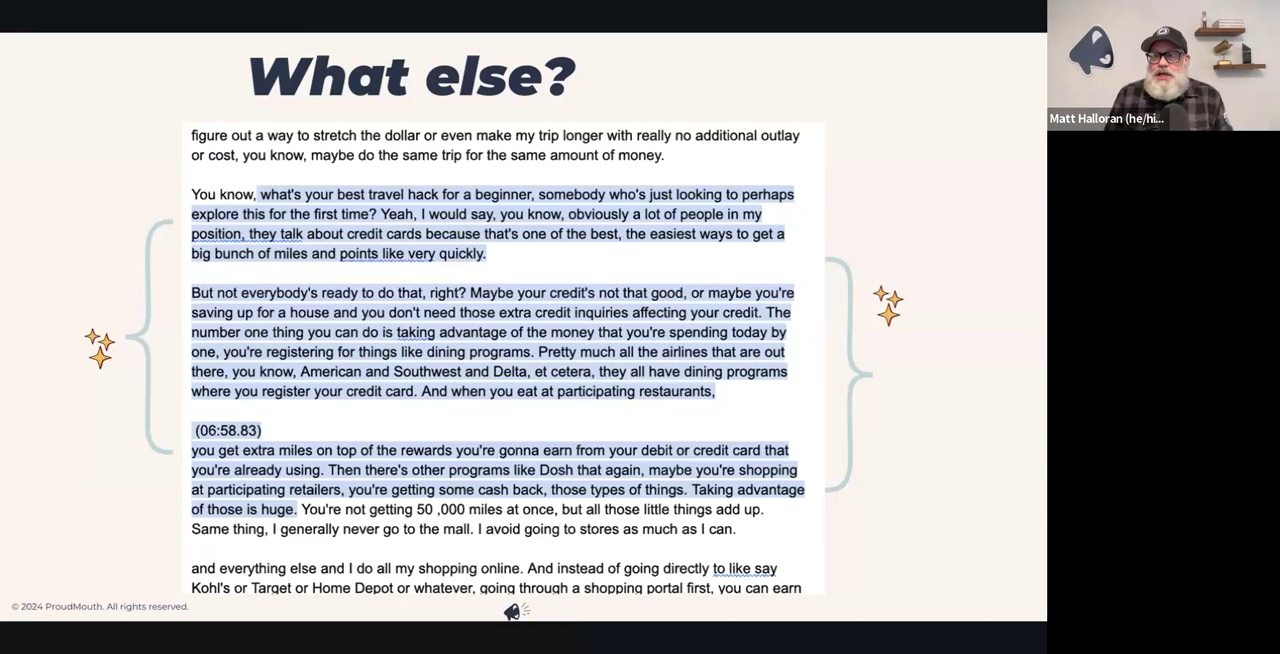 What else?
figure out a way to stretch the dollar or even make my trip longer with really no additional outlay
or cost, you know, maybe do the same trip for the same amount of money.
You know, what's your best travel hack for a beginner, somebody who's just looking to perhaps
explore this for the first time? Yeah, I would say, you know, obviously a lot of people in my
position, they talk about credit cards because that's one of the best, the easiest ways to get a
big bunch of miles and points like very quickly.
But not everybody's ready to do that, right? Maybe your credit's not that good, or maybe you're
saving up for a house and you don't need those extra credit inquiries affecting your credit. The
number one thing you can do is taking advantage of the money that you're spending today by
one, you're registering for things like dining programs. Pretty much all the airlines that are out
there, you know, American and Southwest and Delta, et cetera, they all have dining programs
where you register your credit card. And when you eat at participating restaurants,
(06:58.83)
you get extra miles on top of the rewards you're gonna earn from your debit or credit card that
you're already using. Then there's other programs like Dosh that again, maybe you're shopping
at participating retailers, you're getting some cash back, those types of things. Taking advantage
of those is huge. You're not getting 50 ,000 miles at once, but all those little things add up.
Same thing, I generally never go to the mall. I avoid going to stores as much as I can.
and everything else and I do all my shopping online. And instead of going directly to like say
Kohl's or Target or Home Depot or whatever, going through a shopping portal first, you can earn
© 2024 ProudMouth. All rights reserved.
Matt Halloran (he/hi...